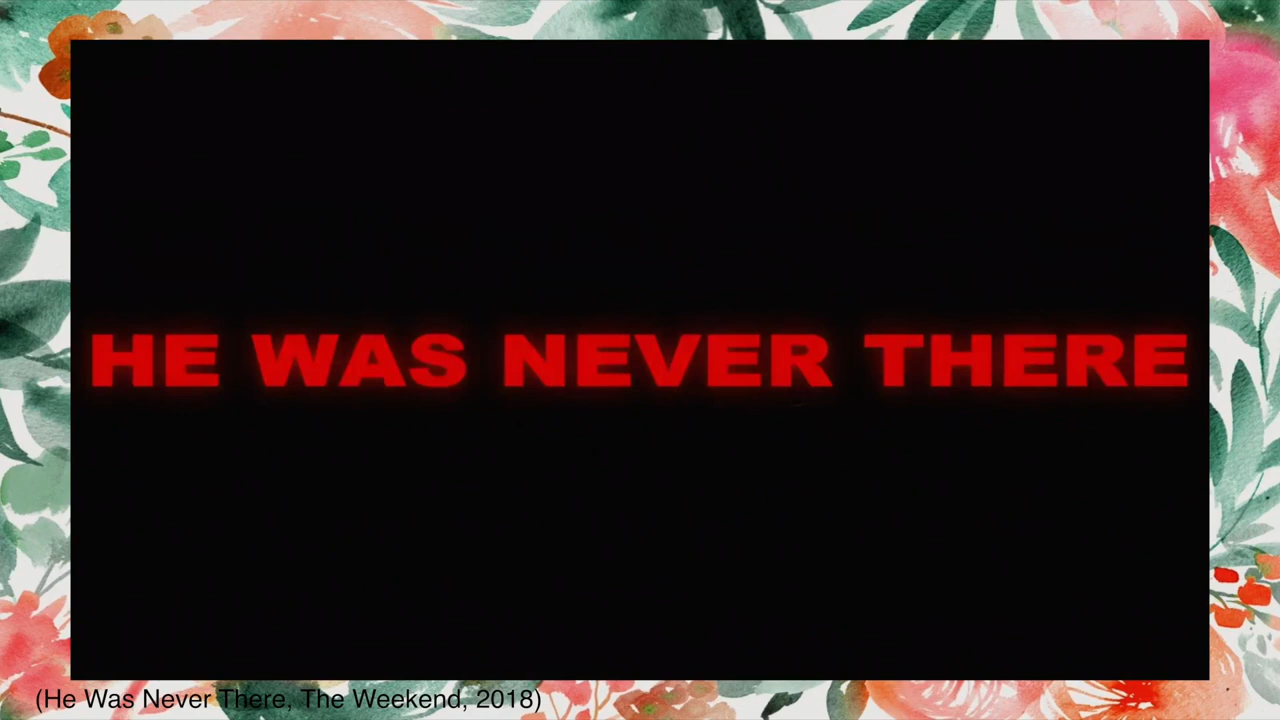 HE WAS NEVER THERE
(He Was Never There, The Weekend, 2018)